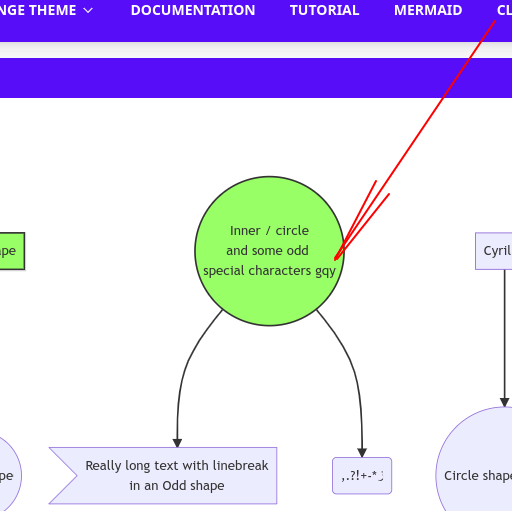 NGE THEME
DOCUMENTATION
TUTORIAL
MERMAID
CL
Inner / circle
and some odd
special characters gqy
ape
Cyril
Really long text with linebreak
in an Odd shape
Circle shape
pe